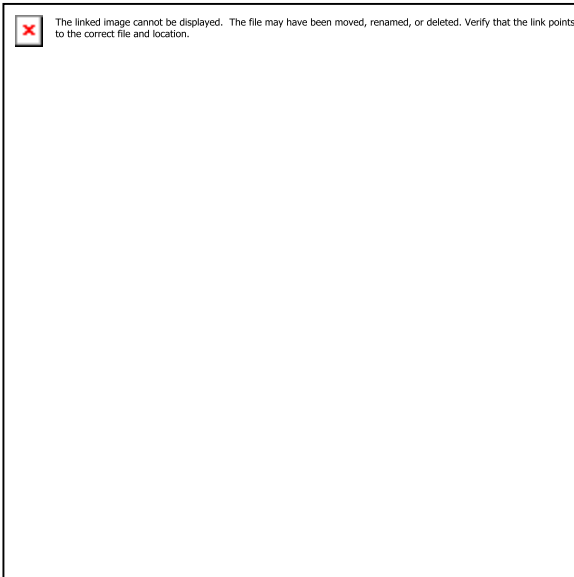 The linked image cannot be displayed.  The file may have been moved, renamed, or deleted. Verify that the link points
to the correct file and location.